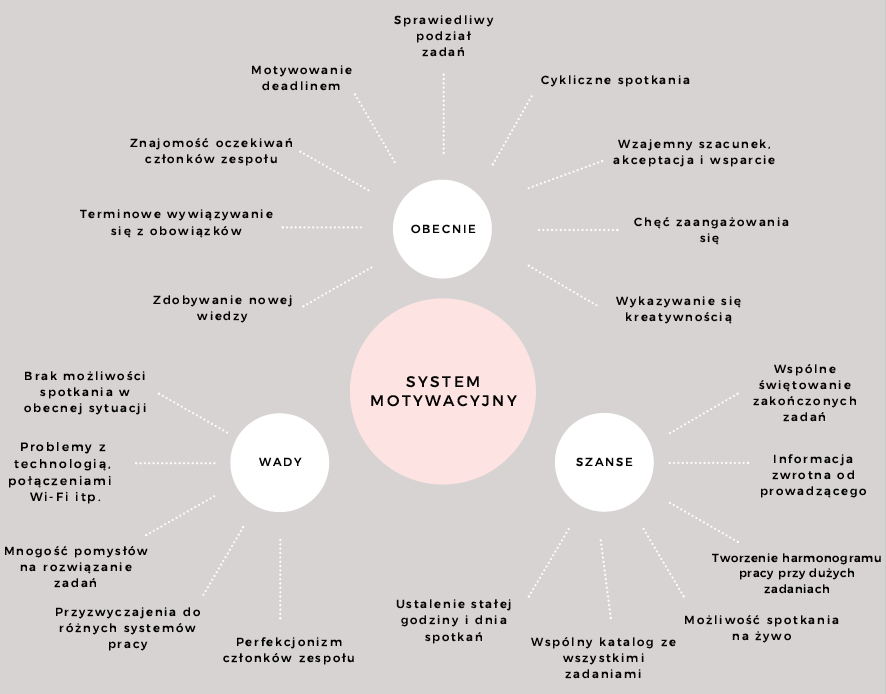 Sprawiedliwy
podział
zadań
Motywowanie
deadlinem
Cykliczne spotkania
Znajomość oczekiwań
członków zespołu
Wzajemny szacunek,
akceptacja i wsparcie
Terminowe wywiązywanie
się z obowiązków
OBECNIE
Chęć zaangażowania
się
Zdobywanie nowej
wiedzy
Wykazywanie się
kreatywnością
SYSTEM
MOTYWACYJNY
Brak możliwości
spotkania w
obecnej sytuacji
Problemy z
technologią,
połączeniami
Wi-Fi itp.
WADY
Mnogość pomysłów
na rozwiązanie
zadań
Przyzwyczajenia do
różnych systemów
pracy
Perfekcjonizm
członków zespołu
SZANSE
Wspólne
świętowanie
zakończonych
zadań
Informacja
zwrotna od
prowadzącego
Tworzenie harmonogramu
pracy przy dużych
zadaniach
Możliwość spotkania
na żywo
Wspólny katalog ze
wszystkimi
zadaniami
Ustalenie stałej
godziny i dnia
spotkań